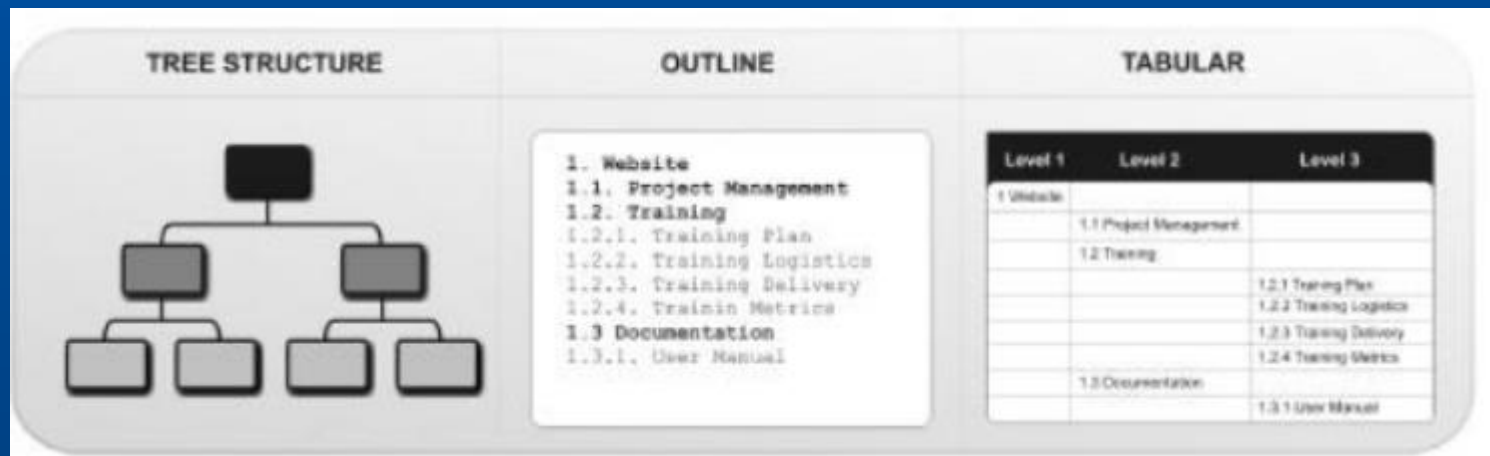 TREE STRUCTURE
OUTLINE
TABULAR
1. Website
1.1. Project Management
1.2. Training
1.2.1. Training Plan
1.2.2. Training Logistics
1.2.3. Training Delivery
1.2.4. Trainin Metrics
1.3 Documentation
1.3.1. User Manual
Level 1 Level 2 Level 3
1 Website
1.1 Project Management
1.2 Training
1.2.1 Training Plan
1.2.2 Training Logistics
1.2.3 Training Delivery
1.2.4 Training Metrics
1.3 Documentation
1.3.1 User Manual